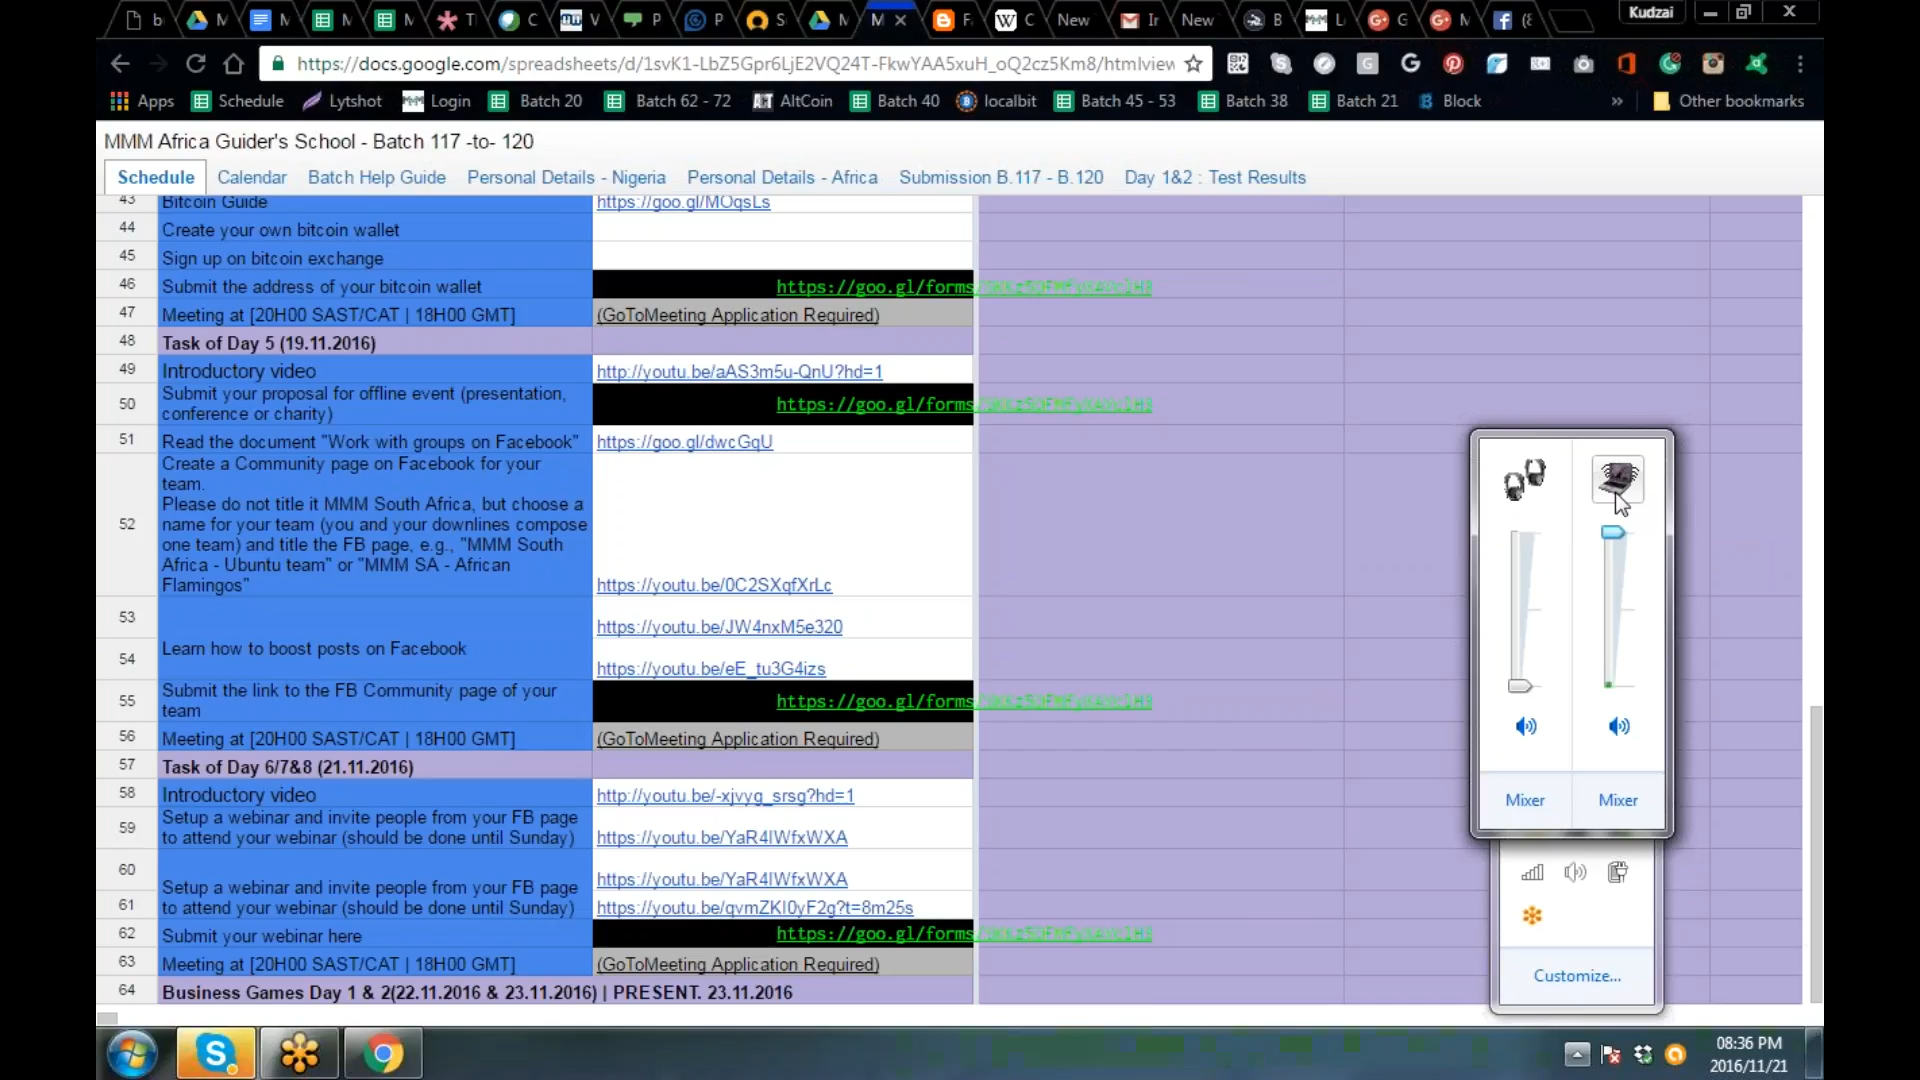 Kudzai
b M M M M T C V P P S M M F C New Ir New B L G M (8
https://docs.google.com/spreadsheets/d/1svK1-LbZ5Gpr6LjE2VQ24T-FkwYAA5xuH_oQ2cz5Km8/htmlview
Apps Schedule Lytshot Login Batch 20 Batch 62 - 72 AltCoin Batch 40 localbit Batch 45 - 53 Batch 38 Batch 21 Block » Other bookmarks
MMM Africa Guider's School - Batch 117 -to- 120
Schedule Calendar Batch Help Guide Personal Details - Nigeria Personal Details - Africa Submission B.117 - B.120 Day 1&2 : Test Results
43 Bitcoin Guide https://goo.gl/MOqsLs
44 Create your own bitcoin wallet
45 Sign up on bitcoin exchange
46 Submit the address of your bitcoin wallet
47 Meeting at [20H00 SAST/CAT | 18H00 GMT] (GoToMeeting Application Required)
48 Task of Day 5 (19.11.2016)
49 Introductory video http://youtu.be/aAS3m5u-QnU?hd=1
50 Submit your proposal for offline event (presentation,
conference or charity)
51 Read the document "Work with groups on Facebook" https://goo.gl/dwcGqU
52 Create a Community page on Facebook for your
team.
Please do not title it MMM South Africa, but choose a
name for your team (you and your downlines compose
one team) and title the FB page, e.g., "MMM South
Africa - Ubuntu team" or "MMM SA - African
Flamingos" https://youtu.be/0C2SXqfXrLc
53 https://youtu.be/JW4nxM5e320
Learn how to boost posts on Facebook
54 https://youtu.be/eE_tu3G4izs
55 Submit the link to the FB Community page of your
team
56 Meeting at [20H00 SAST/CAT | 18H00 GMT] (GoToMeeting Application Required)
57 Task of Day 6/7&8 (21.11.2016)
58 Introductory video http://youtu.be/-xjvyg_srsg?hd=1
59 Setup a webinar and invite people from your FB page
to attend your webinar (should be done until Sunday) https://youtu.be/YaR4IWfxWXA
60 https://youtu.be/YaR4IWfxWXA
Setup a webinar and invite people from your FB page
61 to attend your webinar (should be done until Sunday) https://youtu.be/qvmZKI0yF2g?t=8m25s
62 Submit your webinar here
63 Meeting at [20H00 SAST/CAT | 18H00 GMT] (GoToMeeting Application Required)
64 Business Games Day 1 & 2(22.11.2016 & 23.11.2016) | PRESENT. 23.11.2016
Mixer Mixer
Customize...
08:36 PM
2016/11/21